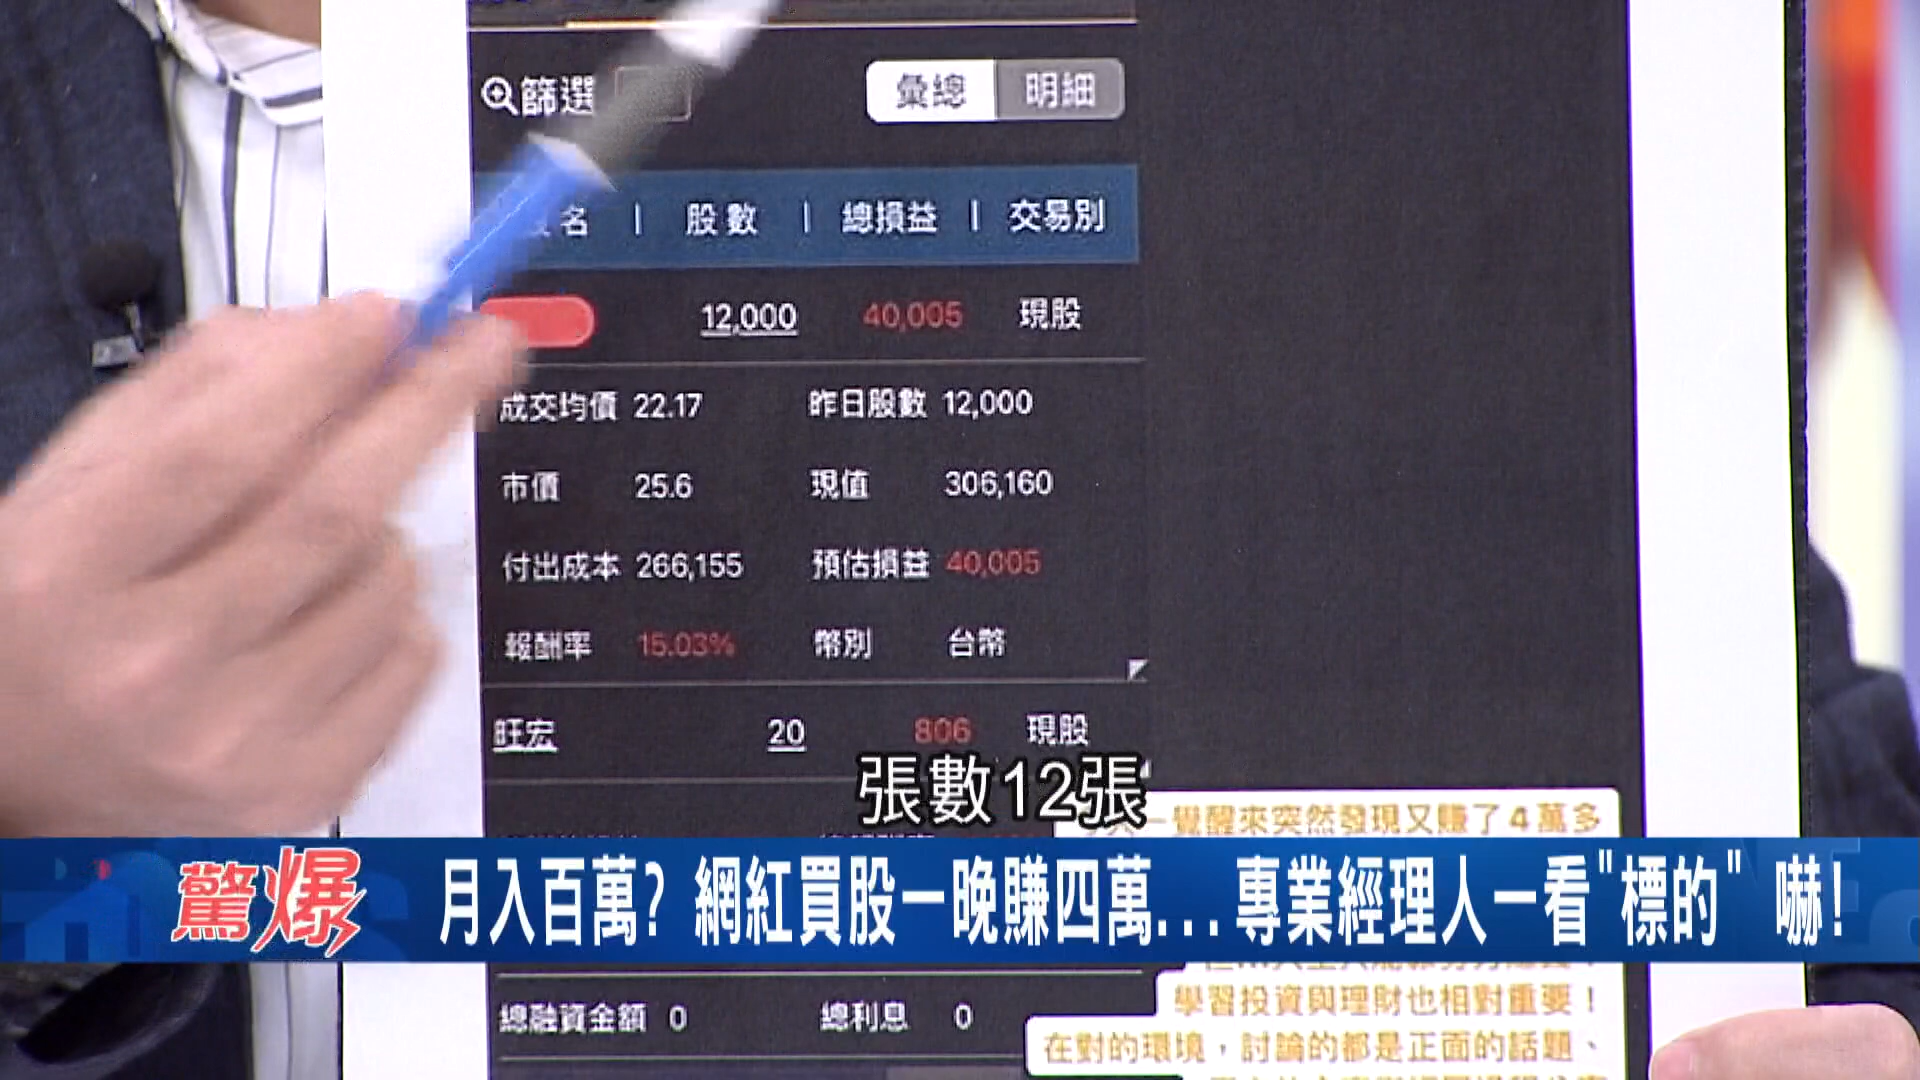 篩選 彙總 明細
名 | 股數 | 總損益 | 交易別
12,000 40,005 現股
成交均價 22.17 昨日股數 12,000
市價 25.6 現值 306,160
付出成本 266,155 預估損益 40,005
報酬率 15.03% 幣別 台幣
旺宏 20 806 現股
張數12張
一覺醒來突然發現又賺了4萬多
驚爆 月入百萬? 網紅買股一晚賺四萬...專業經理人一看"標的" 嚇!
學習投資與理財也相對重要!
總融資金額 0 總利息 0
在對的環境,討論的都是正面的話題、